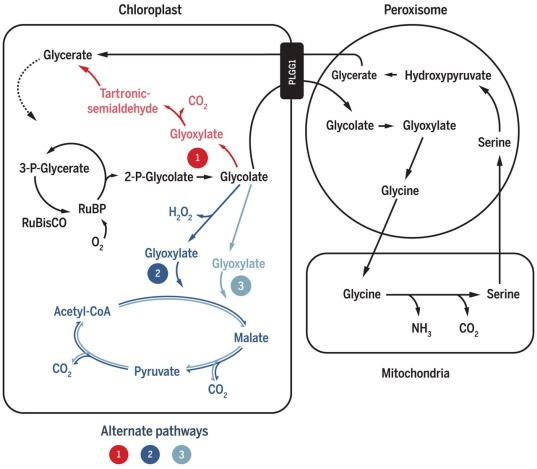 Chloroplast
Peroxisome
Glycerate
PLGG1
Glycerate
Hydroxypyruvate
Tartronic-
semialdehyde
CO2
Glyoxylate
1
Glycolate
Glyoxylate
Serine
3-P-Glycerate
2-P-Glycolate
Glycolate
RuBP
RuBisCO
O2
Glycine
H2O2
Glyoxylate
2
Glyoxylate
3
Glycine
Serine
NH3
CO2
Acetyl-CoA
Malate
Pyruvate
CO2
CO2
Mitochondria
Alternate pathways
1 2 3